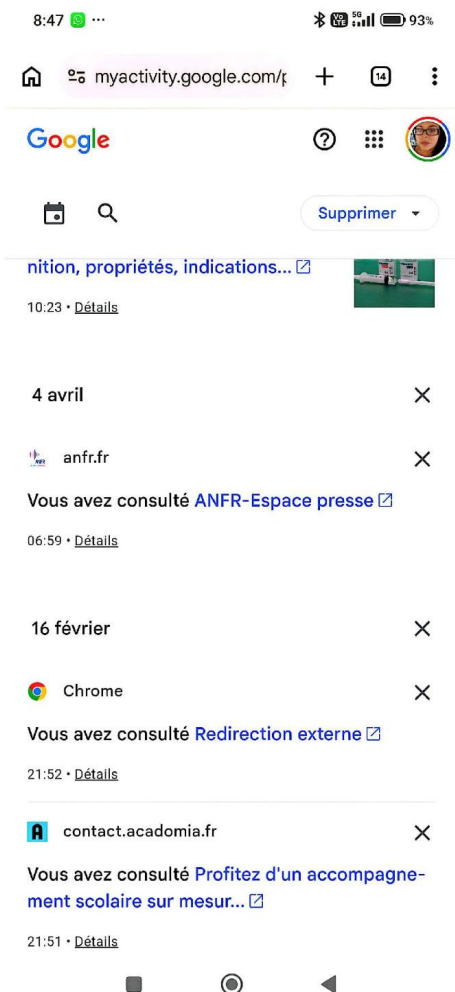 8:47
5G 93%
myactivity.google.com/p
14
Google
Supprimer
nition, propriétés, indications...
10:23 • Détails
4 avril
anfr.fr
Vous avez consulté ANFR-Espace presse
06:59 • Détails
16 février
Chrome
Vous avez consulté Redirection externe
21:52 • Détails
A contact.acadomia.fr
Vous avez consulté Profitez d'un accompagne-
ment scolaire sur mesur...
21:51 • Détails